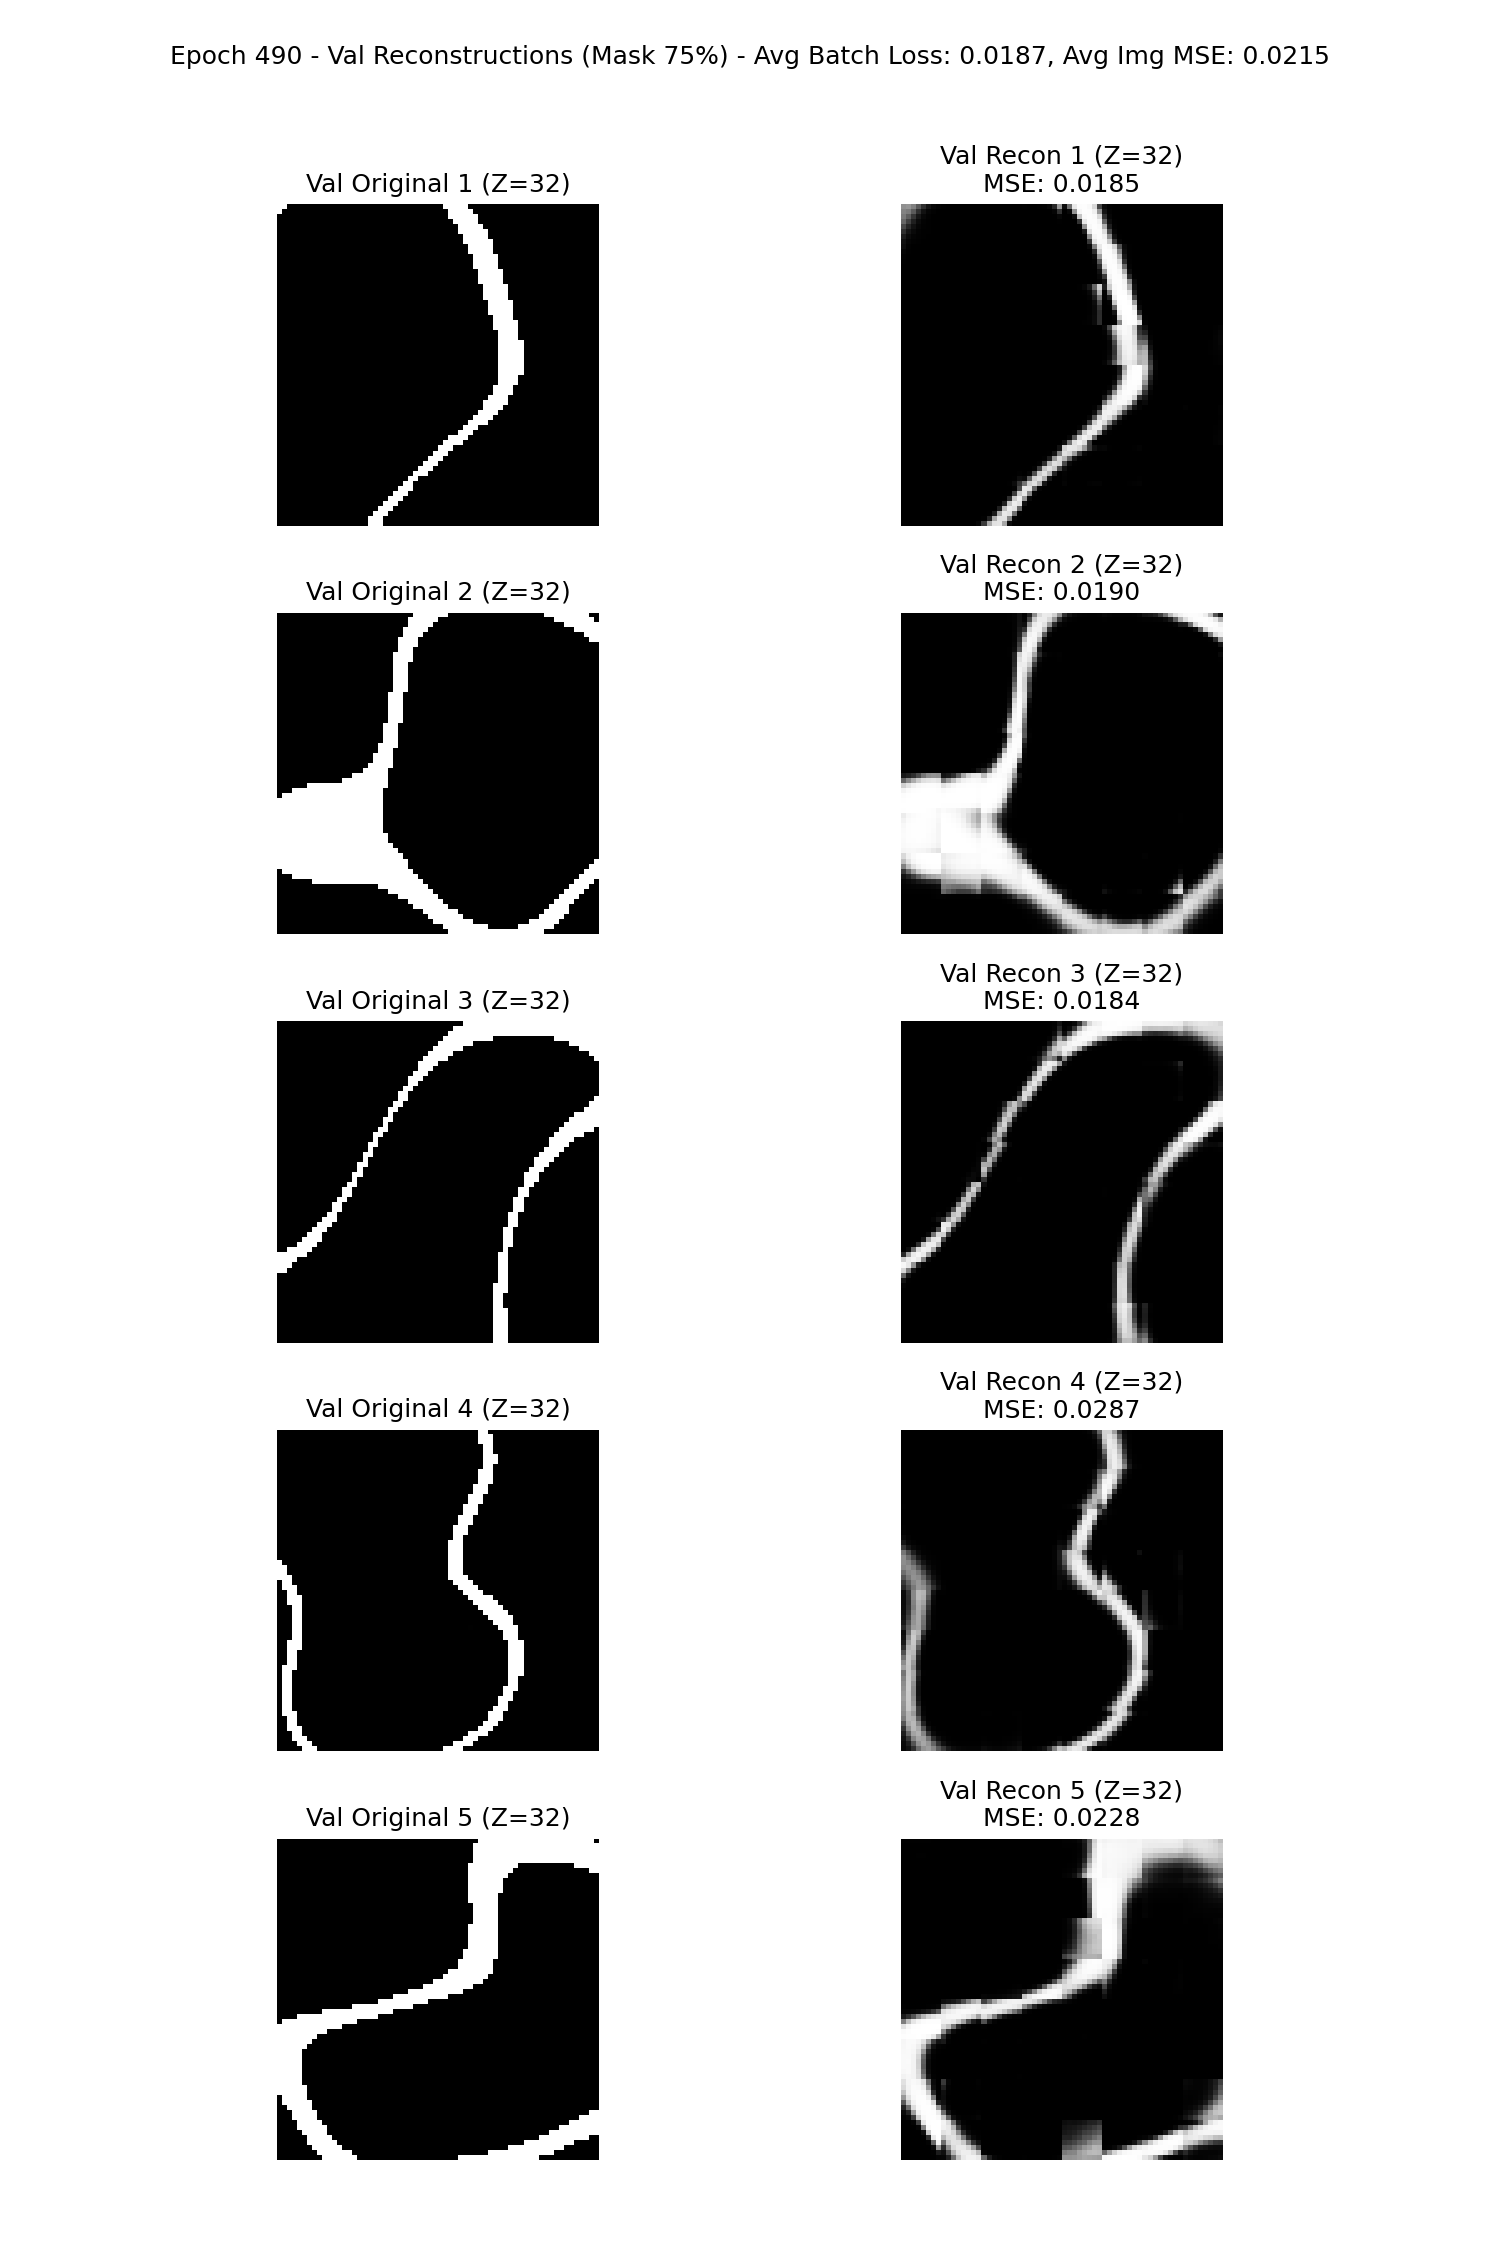 Epoch 490 - Val Reconstructions (Mask 75%) - Avg Batch Loss: 0.0187, Avg Img MSE: 0.0215
Val Original 1 (Z=32)
Val Recon 1 (Z=32)
MSE: 0.0185
Val Original 2 (Z=32)
Val Recon 2 (Z=32)
MSE: 0.0190
Val Original 3 (Z=32)
Val Recon 3 (Z=32)
MSE: 0.0184
Val Original 4 (Z=32)
Val Recon 4 (Z=32)
MSE: 0.0287
Val Original 5 (Z=32)
Val Recon 5 (Z=32)
MSE: 0.0228